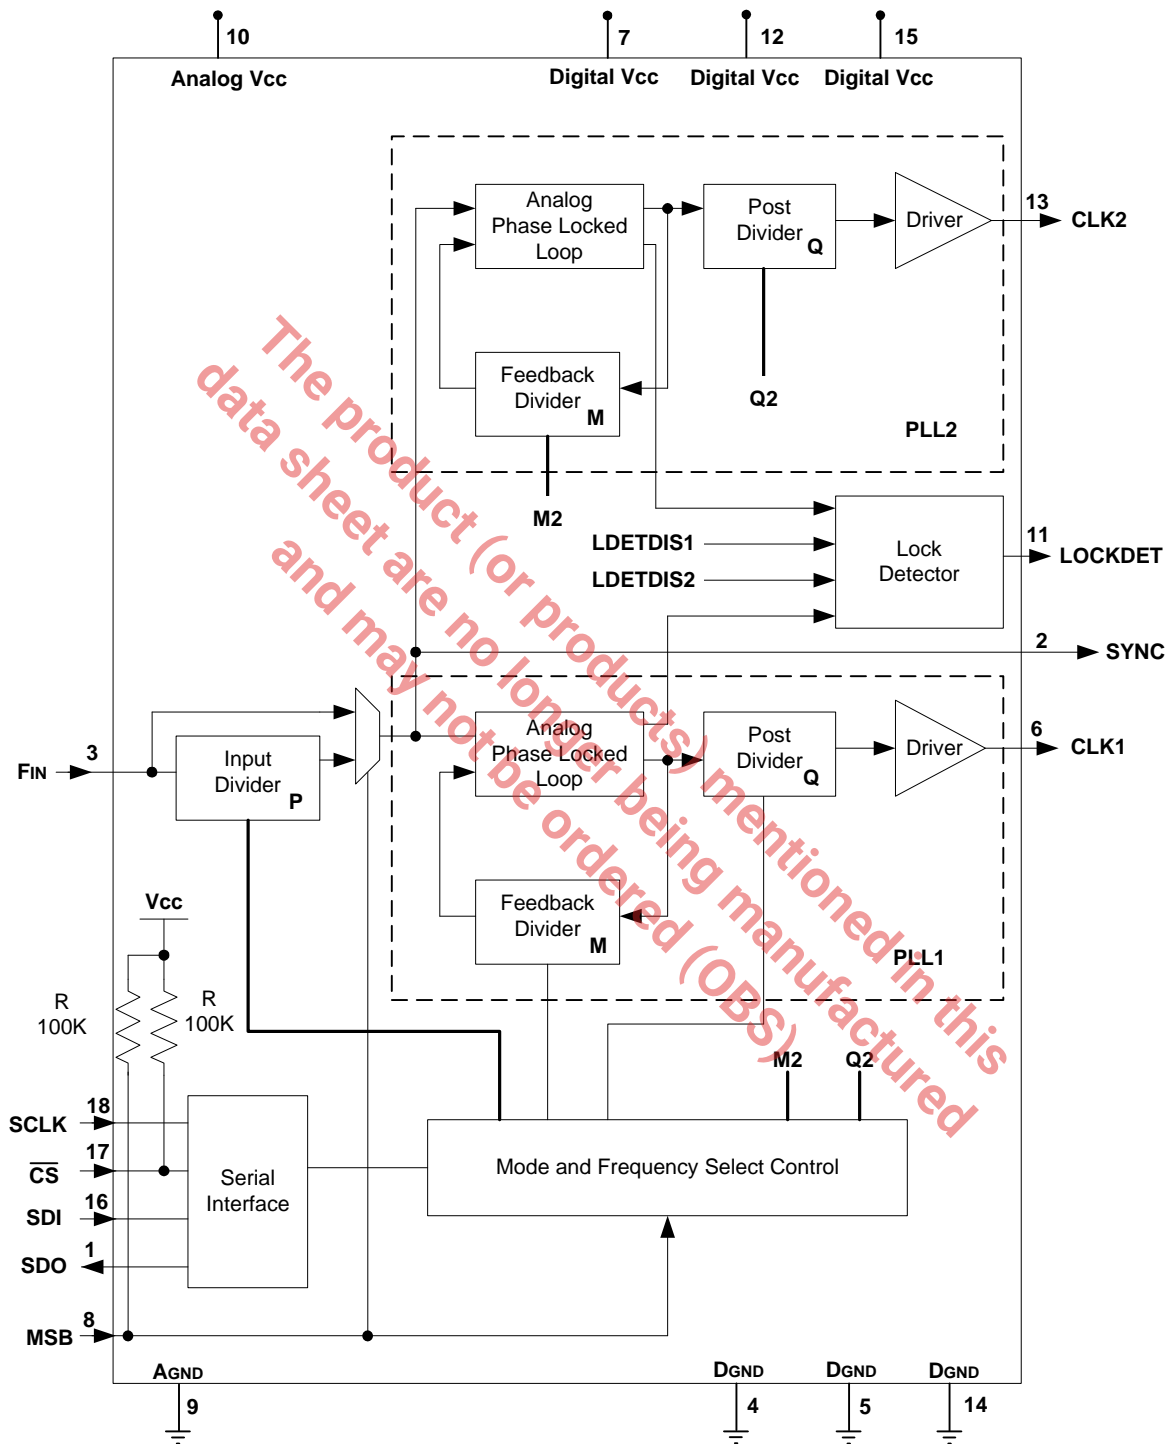 10
7
12
15
Analog Vcc
Digital Vcc
Digital Vcc
Digital Vcc
Analog
Phase Locked
Loop
Post
Divider
Q
Driver
13
CLK2
Feedback
Divider
M
Q2
PLL2
M2
LDETDIS1
LDETDIS2
Lock
Detector
11
LOCKDET
2
SYNC
3
FIN
Input
Divider
P
Analog
Phase Locked
Loop
Post
Divider
Q
Driver
6
CLK1
Feedback
Divider
M
PLL1
Vcc
R
100K
R
100K
M2
Q2
18
SCLK
17
CS
16
SDI
1
SDO
8
MSB
Serial
Interface
Mode and Frequency Select Control
AGND
9
DGND
4
DGND
5
DGND
14
The product (or products) mentioned in this
data sheet are no longer being manufactured
and may not be ordered (OBS)